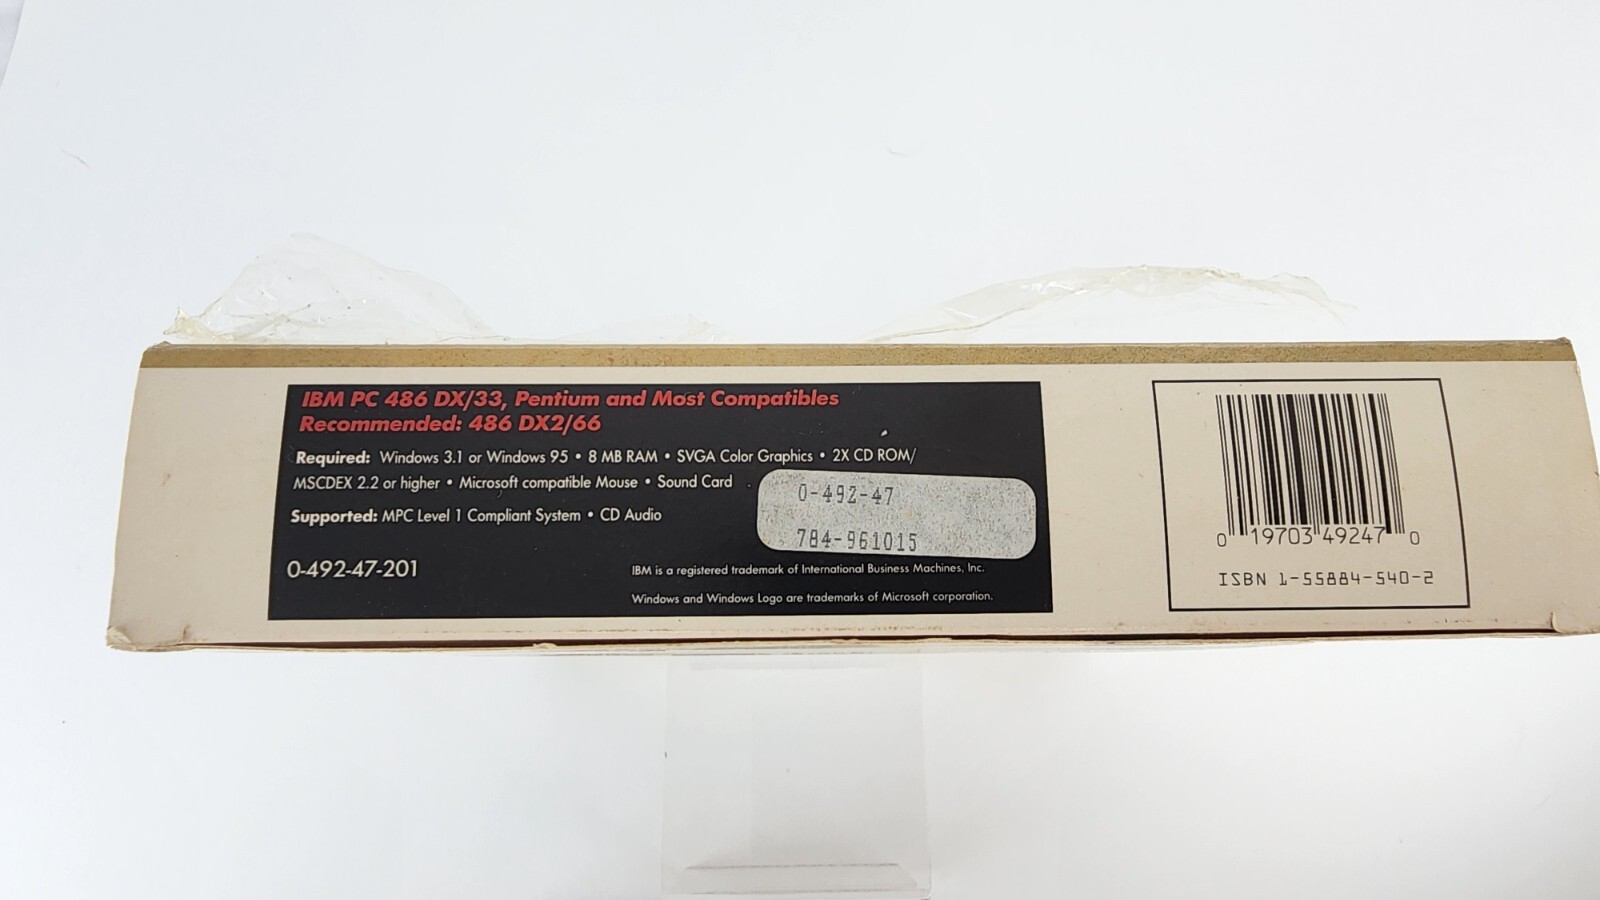 IBM PC 486 DX/33, Pentium and Most Compatibles
Recommended: 486 DX2/66
Required: Windows 3.1 or Windows 95 • 8 MB RAM • SVGA Color Graphics • 2X CD ROM/
MSCDEX 2.2 or higher • Microsoft compatible Mouse • Sound Card
Supported: MPC Level 1 Compliant System • CD Audio
0-492-47-201
0-492-47
784-961015
IBM is a registered trademark of International Business Machines, Inc.
Windows and Windows Logo are trademarks of Microsoft corporation.
0 19703 49247 0
ISBN 1-55884-540-2